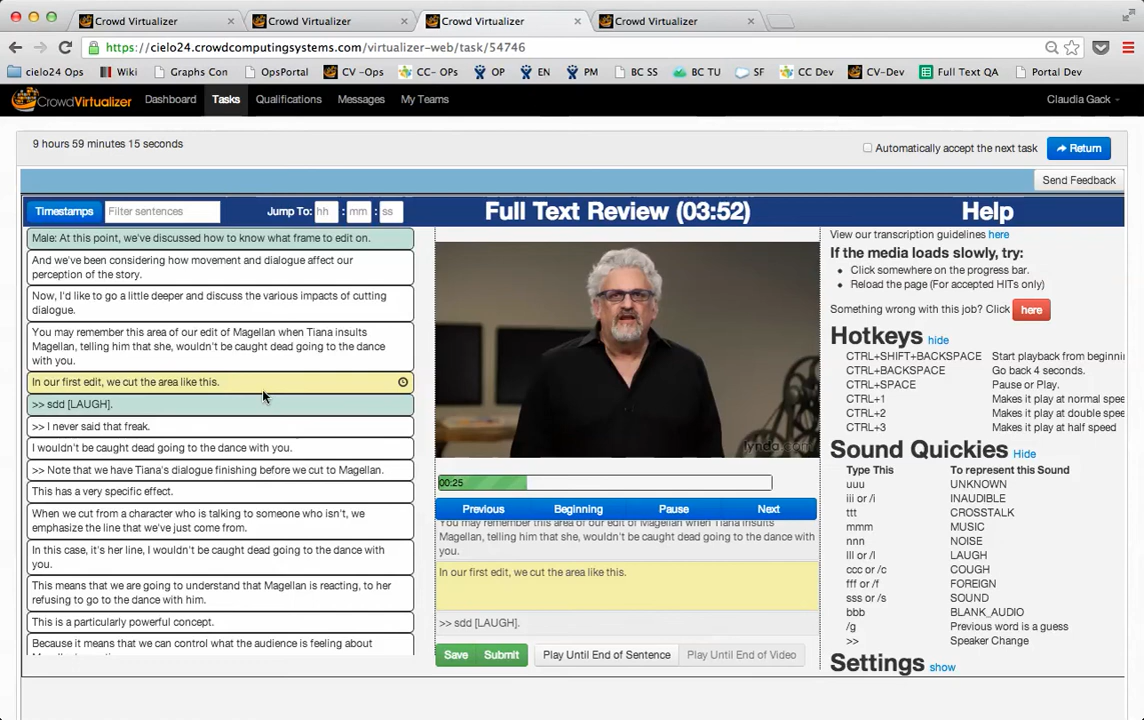 Crowd Virtualizer
Crowd Virtualizer
Crowd Virtualizer
Crowd Virtualizer
https://cielo24.crowdcomputingsystems.com/virtualizer-web/task/54746
cielo24 Ops
Wiki
Graphs Con
OpsPortal
CV -Ops
CC- OPs
OP
EN
PM
BC SS
BC TU
SF
CC Dev
CV-Dev
Full Text QA
Portal Dev
CrowdVirtualizer
Dashboard
Tasks
Qualifications
Messages
My Teams
Claudia Gack
9 hours 59 minutes 15 seconds
Automatically accept the next task
Return
Send Feedback
Timestamps
Filter sentences
Jump To: hh : mm : ss
Full Text Review (03:52)
Help
Male: At this point, we've discussed how to know what frame to edit on.
And we've been considering how movement and dialogue affect our
perception of the story.
Now, I'd like to go a little deeper and discuss the various impacts of cutting
dialogue.
You may remember this area of our edit of Magellan when Tiana insults
Magellan, telling him that she, wouldn't be caught dead going to the dance
with you.
In our first edit, we cut the area like this.
>> sdd [LAUGH].
>> I never said that freak.
I wouldn't be caught dead going to the dance with you.
>> Note that we have Tiana's dialogue finishing before we cut to Magellan.
This has a very specific effect.
When we cut from a character who is talking to someone who isn't, we
emphasize the line that we've just come from.
In this case, it's her line, I wouldn't be caught dead going to the dance with
you.
This means that we are going to understand that Magellan is reacting, to her
refusing to go to the dance with him.
This is a particularly powerful concept.
Because it means that we can control what the audience is feeling about
00:25
Previous
Beginning
Pause
Next
You may remember this area of our edit of Magellan when Tiana insults
Magellan, telling him that she, wouldn't be caught dead going to the dance with
you.
In our first edit, we cut the area like this.
>> sdd [LAUGH].
Save
Submit
Play Until End of Sentence
Play Until End of Video
View our transcription guidelines here
If the media loads slowly, try:
Click somewhere on the progress bar.
Reload the page (For accepted HITs only)
Something wrong with this job? Click here
Hotkeys hide
CTRL+SHIFT+BACKSPACE Start playback from beginnin
CTRL+BACKSPACE Go back 4 seconds.
CTRL+SPACE Pause or Play.
CTRL+1 Makes it play at normal spee
CTRL+2 Makes it play at double spee
CTRL+3 Makes it play at half speed
Sound Quickies Hide
Type This To represent this Sound
uuu UNKNOWN
iii or /i INAUDIBLE
ttt CROSSTALK
mmm MUSIC
nnn NOISE
lll or /l LAUGH
ccc or /c COUGH
fff or /f FOREIGN
sss or /s SOUND
bbb BLANK_AUDIO
/g Previous word is a guess
>> Speaker Change
Settings show